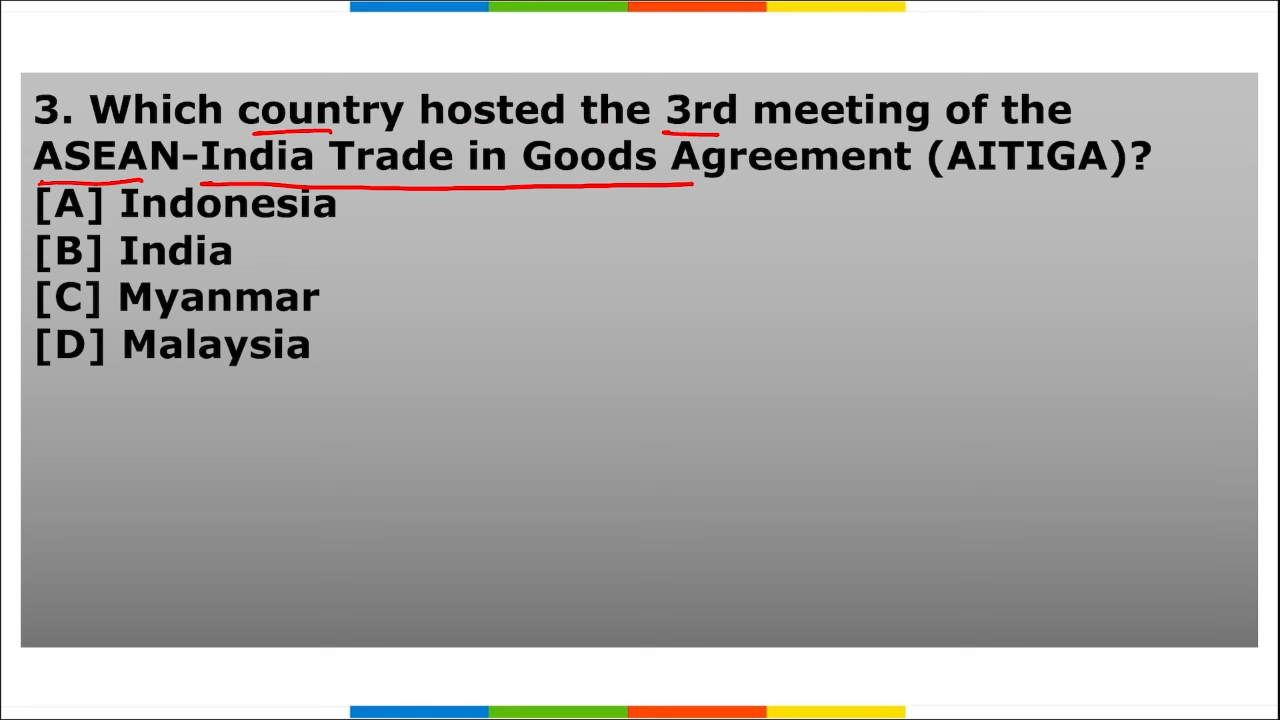 3. Which country hosted the 3rd meeting of the
ASEAN-India Trade in Goods Agreement (AITIGA)?
[A] Indonesia
[B] India
[C] Myanmar
[D] Malaysia